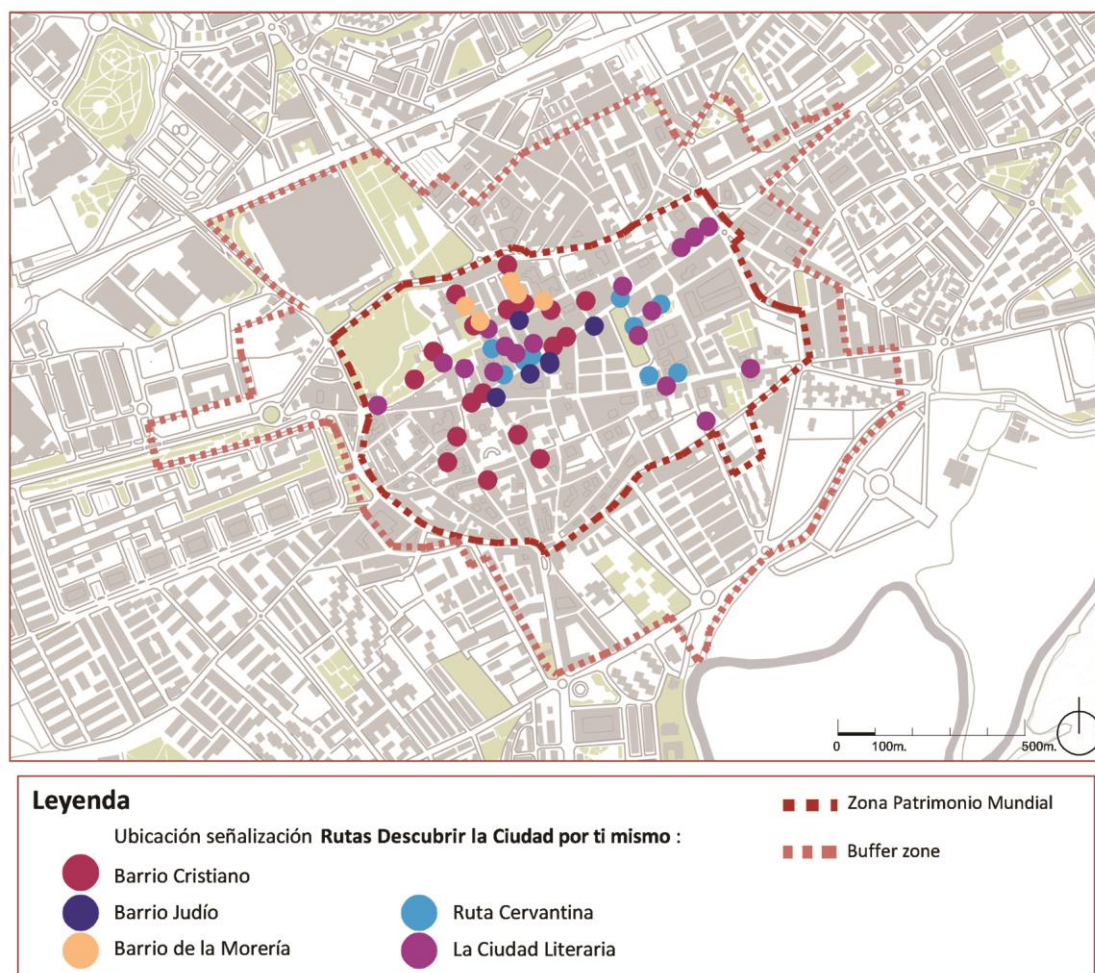 0
100m.
500m.
Leyenda
Ubicación señalización Rutas Descubrir la Ciudad por ti mismo :
Barrio Cristiano
Barrio Judío
Barrio de la Morería
Ruta Cervantina
La Ciudad Literaria
Zona Patrimonio Mundial
Buffer zone